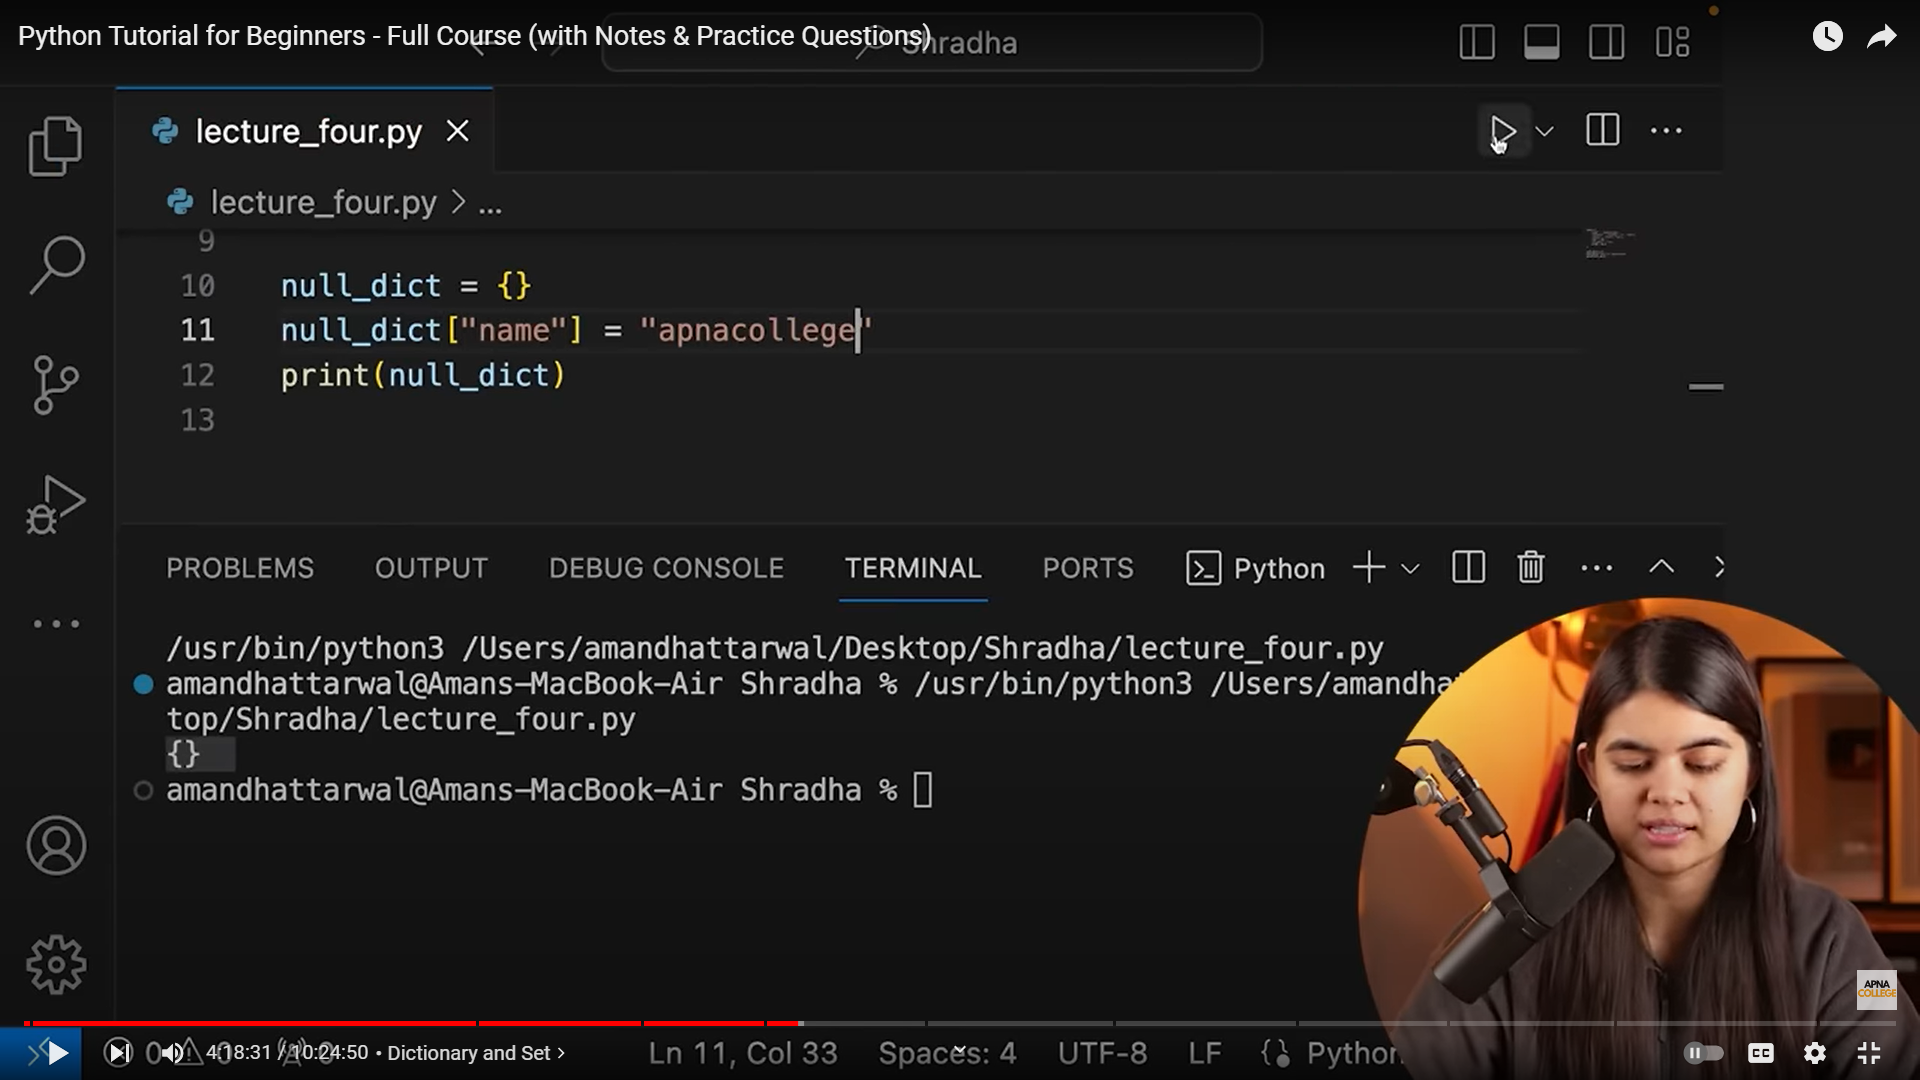 Python Tutorial for Beginners - Full Course (with Notes & Practice Questions)
Shradha
lecture_four.py
lecture_four.py > ...
9
10 null_dict = {}
11 null_dict["name"] = "apnacollege"
12 print(null_dict)
13
PROBLEMS OUTPUT DEBUG CONSOLE TERMINAL PORTS Python
/usr/bin/python3 /Users/amandhattarwal/Desktop/Shradha/lecture_four.py
amandhattarwal@Amans-MacBook-Air Shradha % /usr/bin/python3 /Users/amandha
top/Shradha/lecture_four.py
{}
amandhattarwal@Amans-MacBook-Air Shradha %
APNA
COLLEGE
4:18:31 / 10:24:50 • Dictionary and Set >
Ln 11, Col 33 Spaces: 4 UTF-8 LF Python
CC